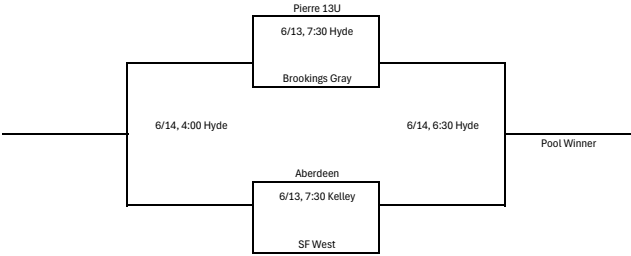 Pierre 13U
6/13, 7:30 Hyde
Brookings Gray
6/14, 4:00 Hyde
6/14, 6:30 Hyde
Pool Winner
Aberdeen
6/13, 7:30 Kelley
SF West